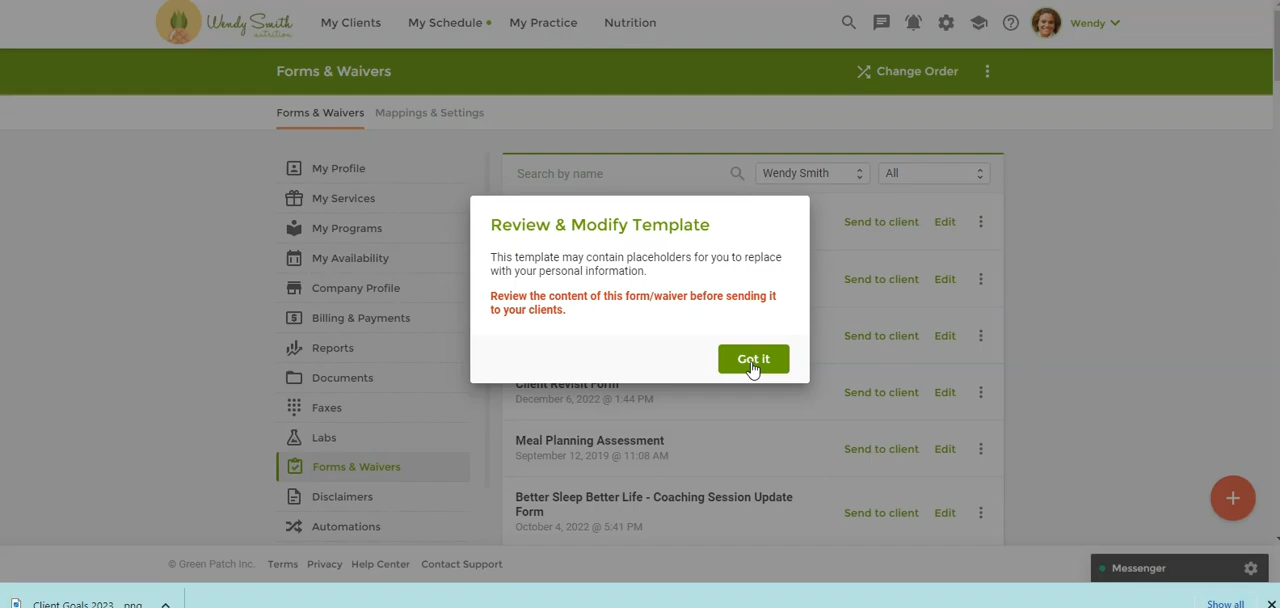 Wendy Smith
nutrition
My Clients
My Schedule
My Practice
Nutrition
Wendy
Forms & Waivers
Change Order
Forms & Waivers
Mappings & Settings
My Profile
My Services
My Programs
My Availability
Company Profile
Billing & Payments
Reports
Documents
Faxes
Labs
Forms & Waivers
Disclaimers
Automations
Search by name
Wendy Smith
All
Send to client Edit
Send to client Edit
Send to client Edit
Review & Modify Template
This template may contain placeholders for you to replace
with your personal information.
Review the content of this form/waiver before sending it
to your clients.
Got it
Client Revisit Form
December 6, 2022 @ 1:44 PM
Send to client Edit
Meal Planning Assessment
September 12, 2019 @ 11:08 AM
Send to client Edit
Better Sleep Better Life - Coaching Session Update
Form
October 4, 2022 @ 5:41 PM
Send to client Edit
© Green Patch Inc. Terms Privacy Help Center Contact Support
Messenger
Client Goals 2023....png
Show all